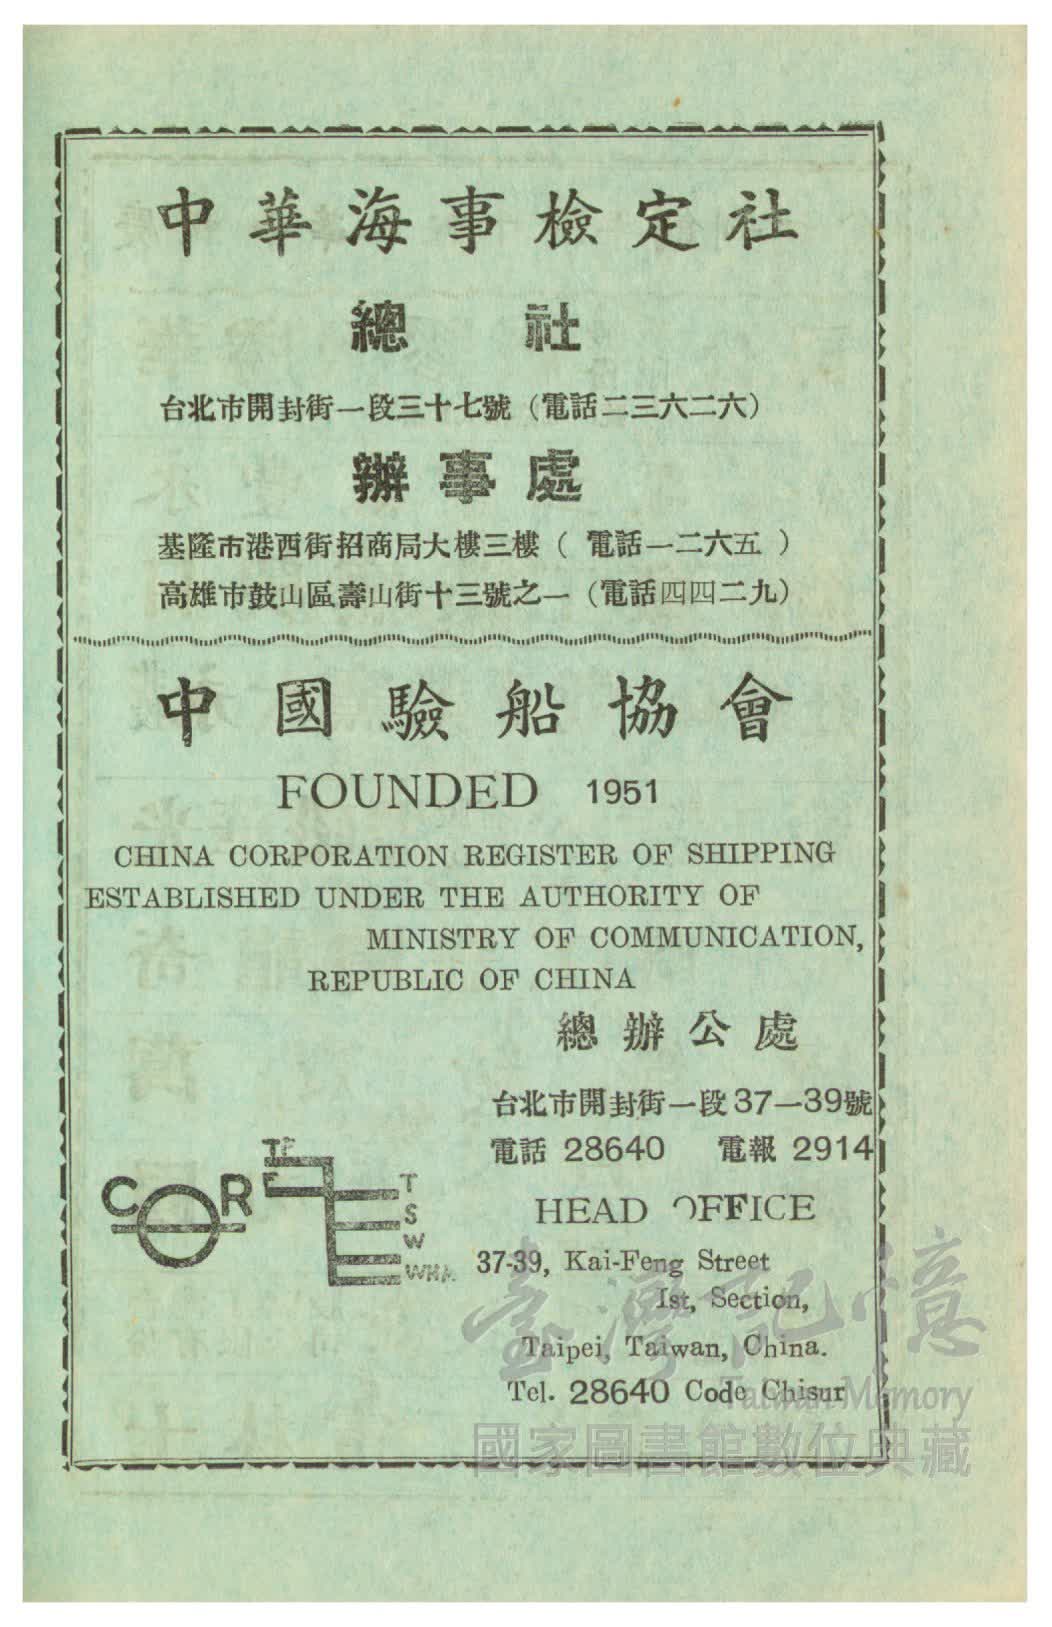 中華海事檢定社
總社
台北市開封街一段三十七號（電話二三六二六）
辦事處
基隆市港西街招商局大樓三樓（電話一二六五）
高雄市鼓山區壽山街十三號之一（電話四四二九）
中國驗船協會
FOUNDED 1951
CHINA CORPORATION REGISTER OF SHIPPING
ESTABLISHED UNDER THE AUTHORITY OF
MINISTRY OF COMMUNICATION,
REPUBLIC OF CHINA
總辦公處
台北市開封街一段37—39號
電話 28640 電報 2914
C R
TF
F
T
S
W
WNA
HEAD OFFICE
37-39, Kai-Feng Street
Ist, Section,
Taipei, Taiwan, China.
Tel. 28640 Code Chisur
臺灣記憶
Taiwan Memory
國家圖書館數位典藏